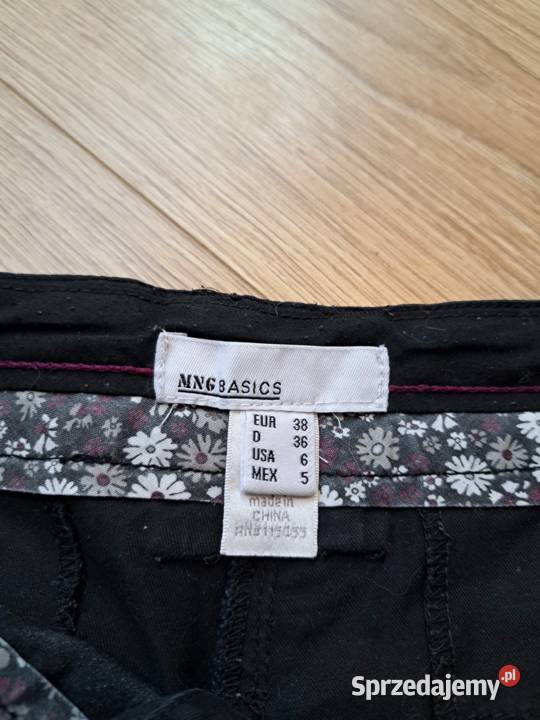 MNG BASICS
EUR 38
D 36
USA 6
MEX 5
made in
CHINA
Sprzedajemy.pl